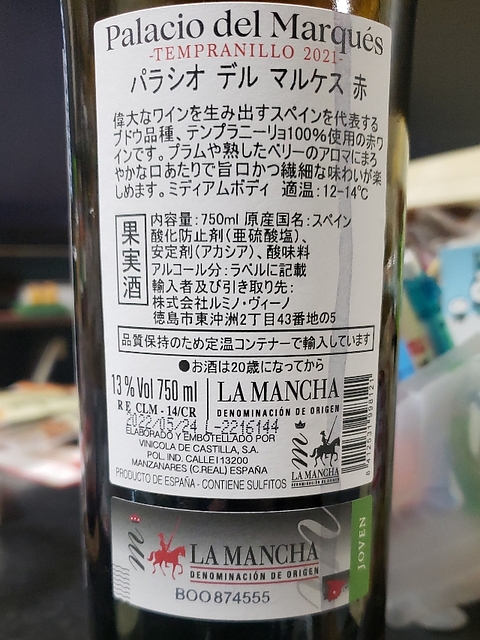 Palacio del Marqués
-TEMPRANILLO 2021-
パラシオ デル マルケス 赤
偉大なワインを生み出すスペインを代表する
ブドウ品種、テンプラニーリョ100%使用の赤ワ
インです。プラムや熟したベリーのアロマにまろ
やかな口あたりで旨口かつ繊細な味わいが楽
しめます。ミディアムボディ 適温:12-14℃
果実酒
内容量:750ml 原産国名:スペイン
酸化防止剤(亜硫酸塩)、
安定剤(アカシア)、酸味料
アルコール分:ラベルに記載
輸入者及び引き取り先:
株式会社ルミノ・ヴィーノ
徳島市東沖洲2丁目43番地の5
品質保持のため定温コンテナーで輸入しています
●お酒は20歳になってから
13% Vol 750 ml
LA MANCHA
DENOMINACIÓN DE ORIGEN
RE CLM - 14/CR
2022/05/24 L-2216144
ELABORADO Y EMBOTELLADO POR
VINICOLA DE CASTILLA, S.A.
POL. IND. CALLE I 13200
MANZANARES (C.REAL) ESPAÑA
PRODUCTO DE ESPAÑA - CONTIENE SULFITOS
LA MANCHA
LA MANCHA
DENOMINACIÓN DE ORIGEN
BOO874555
JOVEN